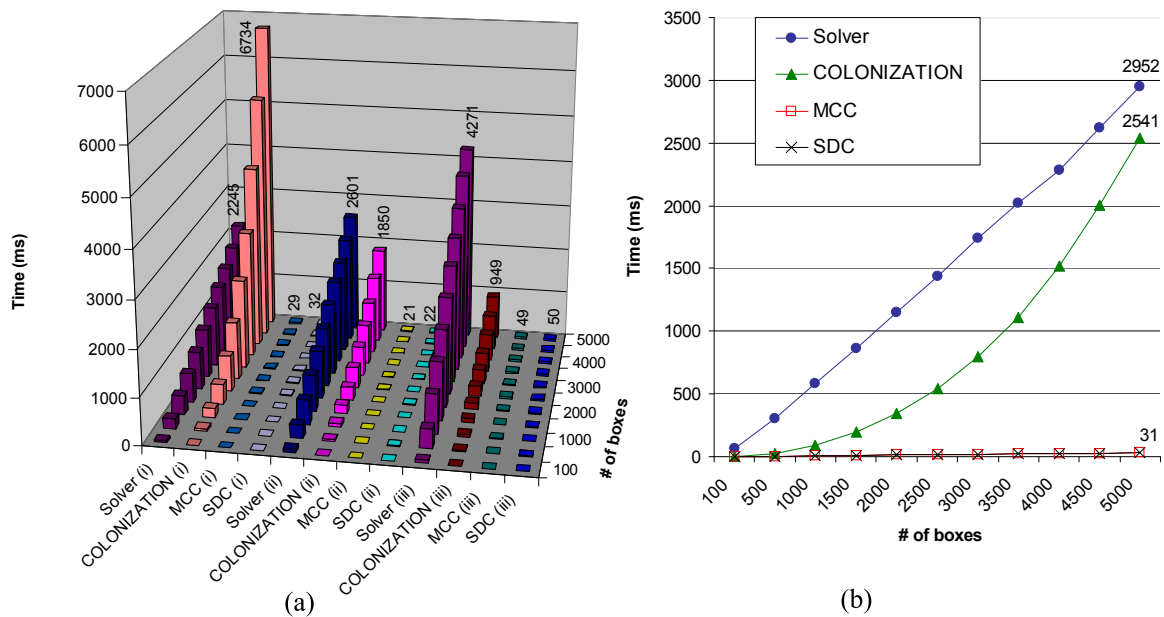 7000
6000
5000
4000
3000
2000
1000
0
Time (ms)
2245
6734
29
32
2601
1850
21
22
4271
949
49
50
5000
4000
3000
2000
1000
100
# of boxes
Solver (i)
COLONIZATION (i)
MCC (i)
SDC (i)
Solver (ii)
COLONIZATION (ii)
MCC (ii)
SDC (ii)
Solver (iii)
COLONIZATION (iii)
MCC (iii)
SDC (iii)
(a)
3500
3000
2500
2000
1500
1000
500
0
Time (ms)
Solver
COLONIZATION
MCC
SDC
2952
2541
31
100
500
1000
1500
2000
2500
3000
3500
4000
4500
5000
# of boxes
(b)